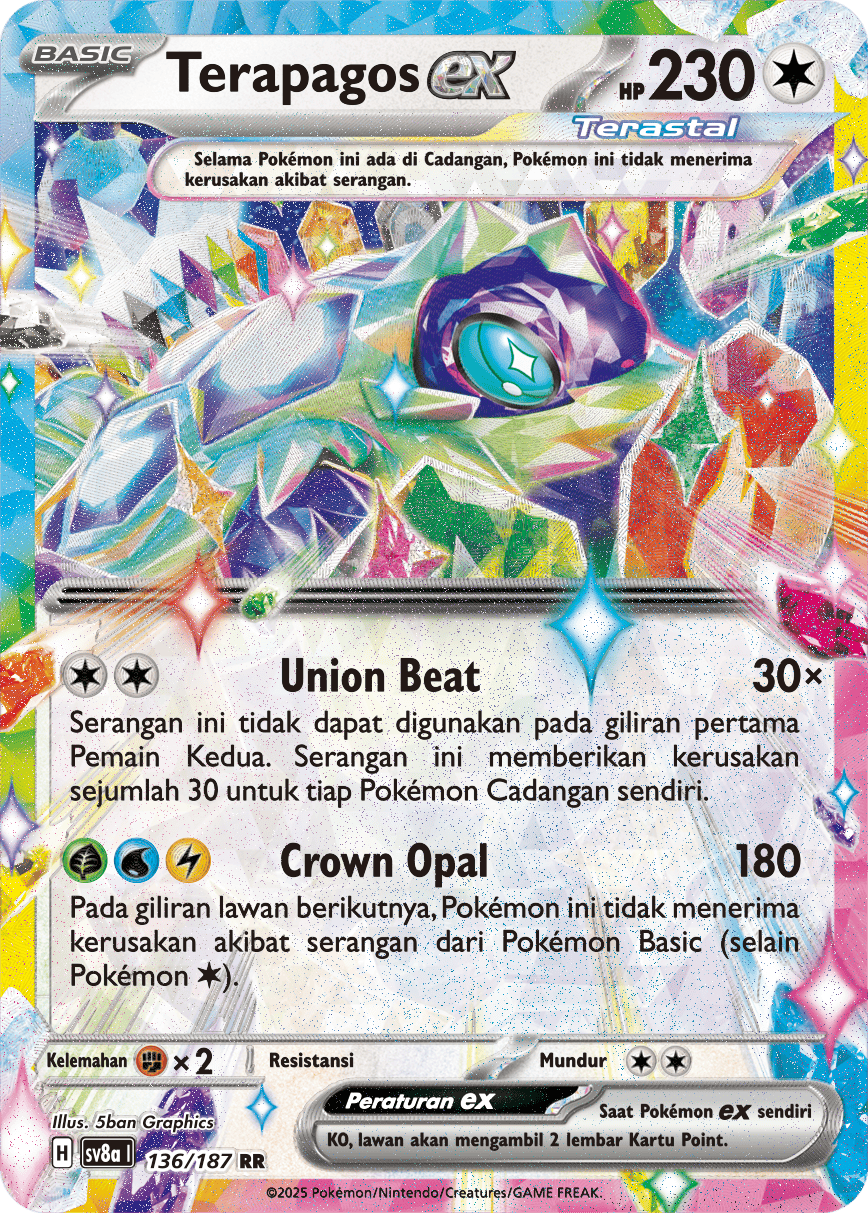 BASIC
Terapagos ex HP 230
Terastal
Selama Pokémon ini ada di Cadangan, Pokémon ini tidak menerima
kerusakan akibat serangan.
Union Beat 30×
Serangan ini tidak dapat digunakan pada giliran pertama
Pemain Kedua. Serangan ini memberikan kerusakan
sejumlah 30 untuk tiap Pokémon Cadangan sendiri.
Crown Opal 180
Pada giliran lawan berikutnya, Pokémon ini tidak menerima
kerusakan akibat serangan dari Pokémon Basic (selain
Pokémon ).
Kelemahan ×2 Resistansi Mundur
Illus. 5ban Graphics
H sv8a I 136/187 RR
Peraturan ex Saat Pokémon ex sendiri
KO, lawan akan mengambil 2 lembar Kartu Point.
©2025 Pokémon/Nintendo/Creatures/GAME FREAK.